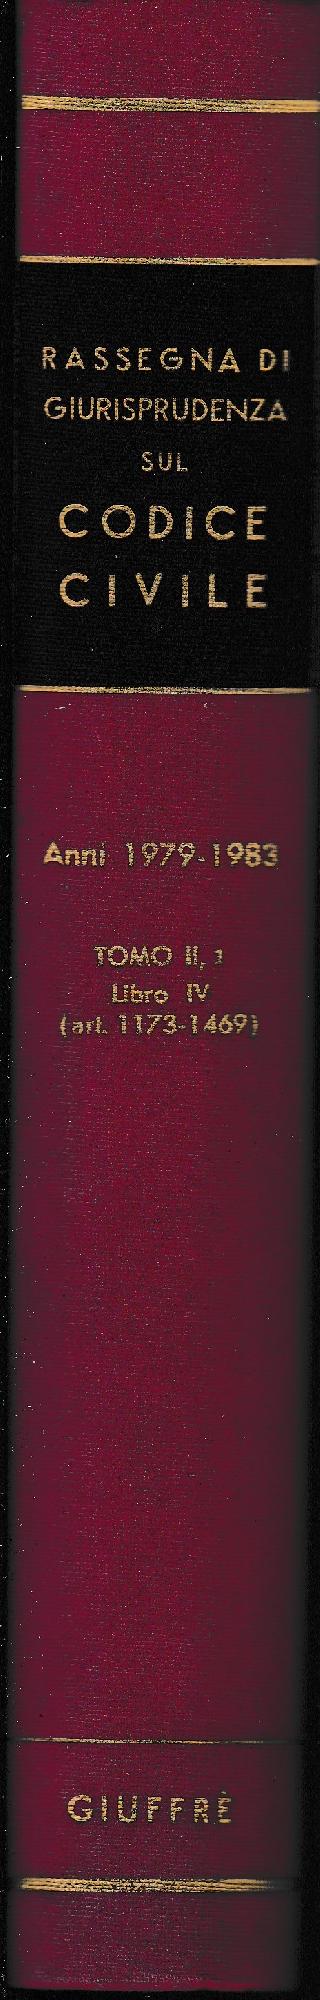 RASSEGNA DI
GIURISPRUDENZA
SUL
CODICE
CIVILE
Anni 1979-1983
TOMO II, 1
Libro IV
(art. 1173-1469)
GIUFFRÈ